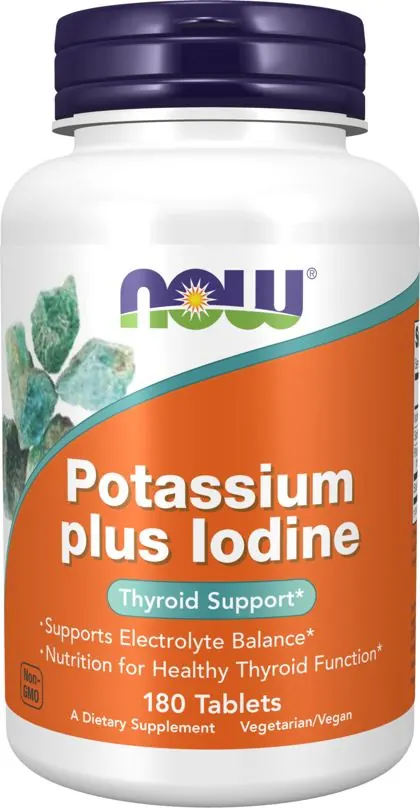 NOW®
Potassium
plus Iodine
Thyroid Support*
•Supports Electrolyte Balance*
•Nutrition for Healthy Thyroid Function*
Non-
GMO
180 Tablets
A Dietary Supplement Vegetarian/Vegan